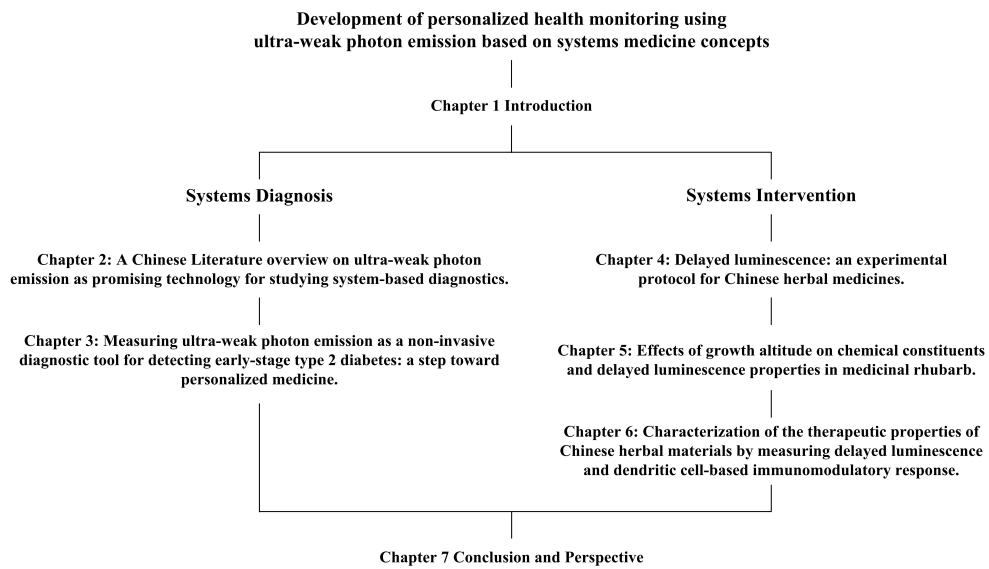 Development of personalized health monitoring using
ultra-weak photon emission based on systems medicine concepts
Chapter 1 Introduction
Systems Diagnosis
Chapter 2: A Chinese Literature overview on ultra-weak photon
emission as promising technology for studying system-based diagnostics.
Chapter 3: Measuring ultra-weak photon emission as a non-invasive
diagnostic tool for detecting early-stage type 2 diabetes: a step toward
personalized medicine.
Systems Intervention
Chapter 4: Delayed luminescence: an experimental
protocol for Chinese herbal medicines.
Chapter 5: Effects of growth altitude on chemical constituents
and delayed luminescence properties in medicinal rhubarb.
Chapter 6: Characterization of the therapeutic properties of
Chinese herbal materials by measuring delayed luminescence
and dendritic cell-based immunomodulatory response.
Chapter 7 Conclusion and Perspective